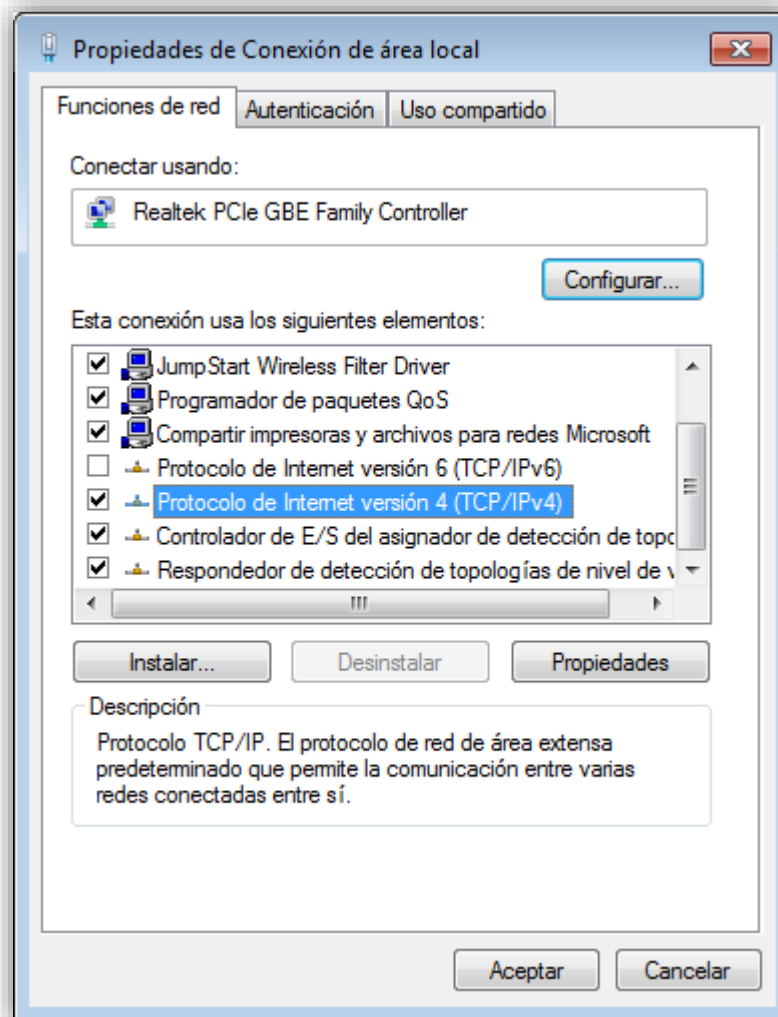 Propiedades de Conexión de área local
Funciones de red
Autenticación
Uso compartido
Conectar usando:
Realtek PCIe GBE Family Controller
Configurar...
Esta conexión usa los siguientes elementos:
JumpStart Wireless Filter Driver
Programador de paquetes QoS
Compartir impresoras y archivos para redes Microsoft
Protocolo de Internet versión 6 (TCP/IPv6)
Protocolo de Internet versión 4 (TCP/IPv4)
Controlador de E/S del asignador de detección de topo
Respondedor de detección de topologías de nivel de v
Instalar...
Desinstalar
Propiedades
Descripción
Protocolo TCP/IP. El protocolo de red de área extensa
predeterminado que permite la comunicación entre varias
redes conectadas entre sí.
Aceptar
Cancelar